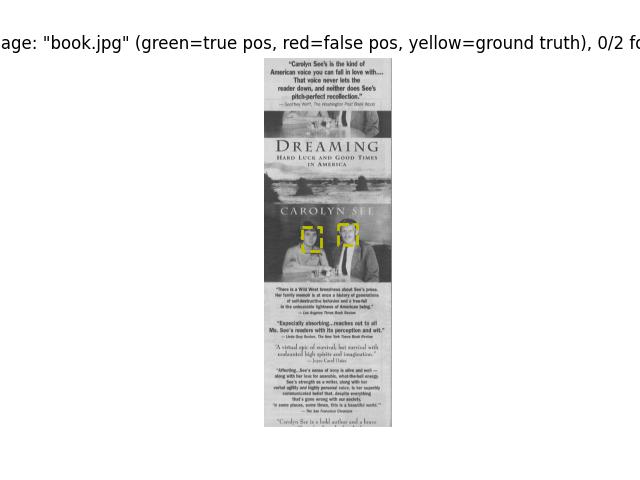 age: "book.jpg" (green=true pos, red=false pos, yellow=ground truth), 0/2 fo
"Carolyn See's is the kind of
American voice you can fall in love with....
That voice never lets the
reader down, and neither does See's
pitch-perfect recollection."
— Geoffrey Wolff, The Washington Post Book World
DREAMING
HARD LUCK AND GOOD TIMES
IN AMERICA
CAROLYN SEE
"There is a Wild West breeziness about See's prose.
Her family memoir is at once a history of generations
of self-destructive behavior and a free-fall
in the unbearable lightness of American being."
— Los Angeles Times Book Review
"Especially absorbing...reaches out to all
Ms. See's readers with its perception and wit."
The New York Times Book Review
"A virtual epic of survival, but survival with
undaunted high spirits and imagination."
— Joyce Carol Oates
"Affecting...See's sense of irony is alive and well —
along with her love for anarchic, what-the-hell energy.
See's strength as a writer, along with her
verbal agility and highly personal voice, is her superbly
communicated belief that, despite everything
that's gone wrong with our society,
in some places, some times, this is a beautiful world."
— The San Francisco Chronicle
"Carolyn See is a bold author and a brave